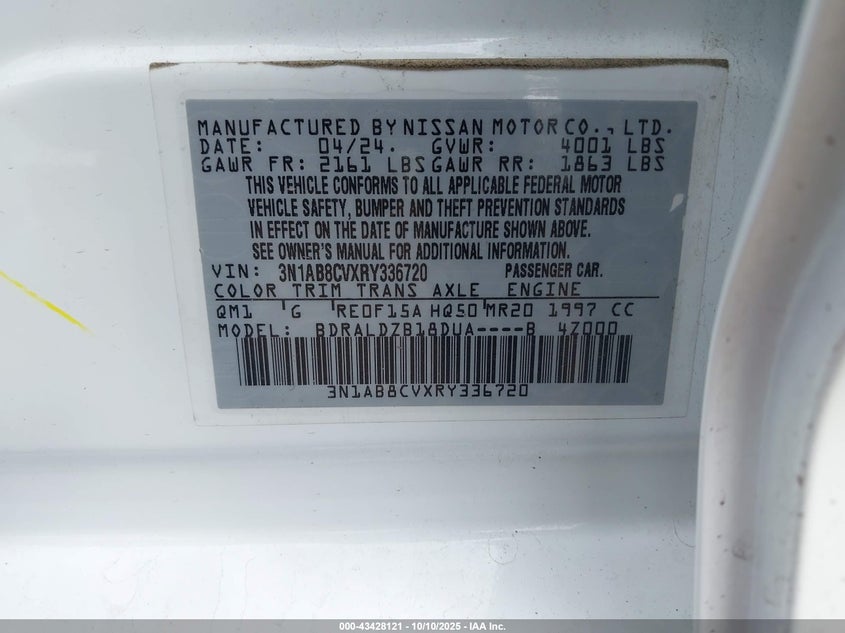 MANUFACTURED BY NISSAN MOTOR CO., LTD.
DATE: 04/24. GVWR: 4001 LBS
GAWR FR: 2161 LBS GAWR RR: 1863 LBS
THIS VEHICLE CONFORMS TO ALL APPLICABLE FEDERAL MOTOR
VEHICLE SAFETY, BUMPER AND THEFT PREVENTION STANDARDS
IN EFFECT ON THE DATE OF MANUFACTURE SHOWN ABOVE.
SEE OWNER'S MANUAL FOR ADDITIONAL INFORMATION.
VIN: 3N1AB8CVXRY336720 PASSENGER CAR.
COLOR TRIM TRANS AXLE ENGINE
QM1 G RE0F15A HQ50 MR20 1997 CC
MODEL: BDRALDZB18DUA----B 4Z000
3N1AB8CVXRY336720
000-43428121 - 10/10/2025 - IAA Inc.